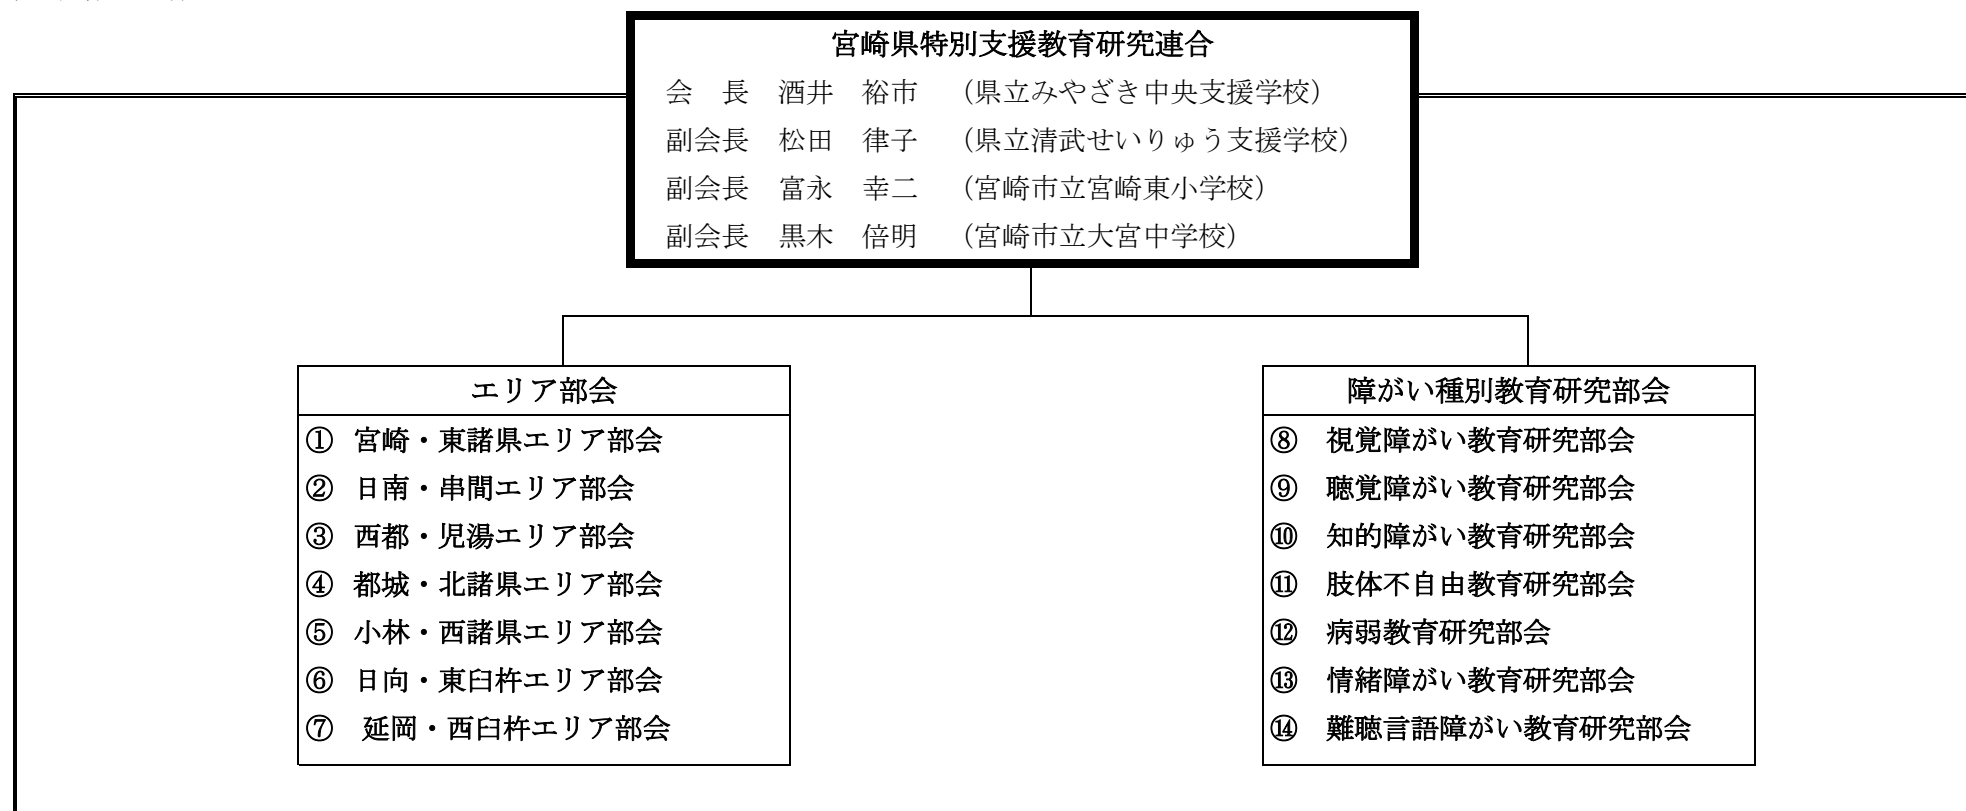 宮崎県特別支援教育研究連合
会　長　酒井　裕市　（県立みやざき中央支援学校）
副会長　松田　律子　（県立清武せいりゅう支援学校）
副会長　富永　幸二　（宮崎市立宮崎東小学校）
副会長　黒木　倍明　（宮崎市立大宮中学校）
エリア部会
① 宮崎・東諸県エリア部会
② 日南・串間エリア部会
③ 西都・児湯エリア部会
④ 都城・北諸県エリア部会
⑤ 小林・西諸県エリア部会
⑥ 日向・東臼杵エリア部会
⑦ 延岡・西臼杵エリア部会
障がい種別教育研究部会
⑧ 視覚障がい教育研究部会
⑨ 聴覚障がい教育研究部会
⑩ 知的障がい教育研究部会
⑪ 肢体不自由教育研究部会
⑫ 病弱教育研究部会
⑬ 情緒障がい教育研究部会
⑭ 難聴言語障がい教育研究部会